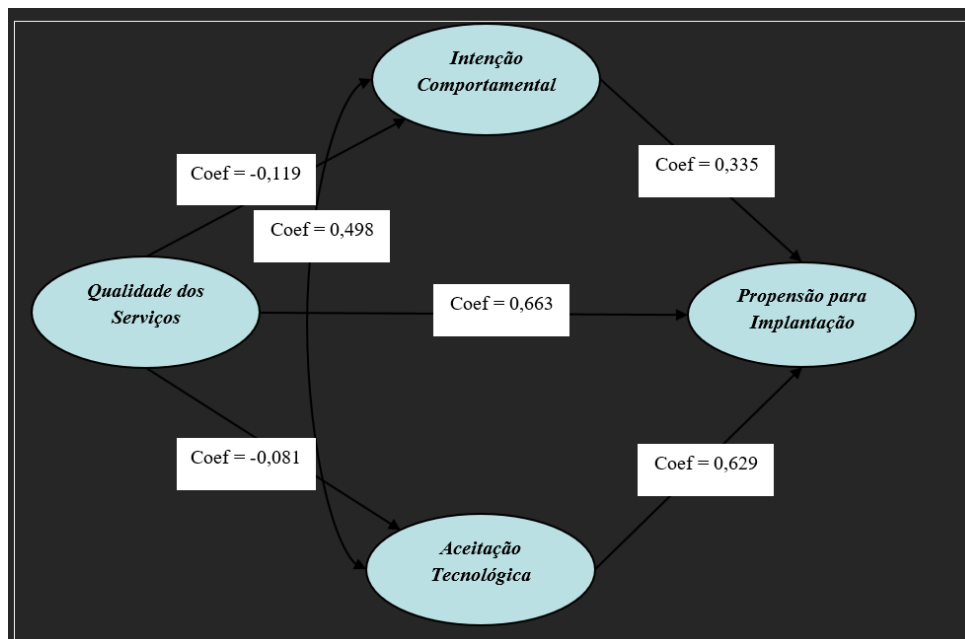 Intenção
Comportamental
Coef = -0,119
Coef = 0,335
Coef = 0,498
Qualidade dos
Serviços
Coef = 0,663
Propensão para
Implantação
Coef = -0,081
Coef = 0,629
Aceitação
Tecnológica